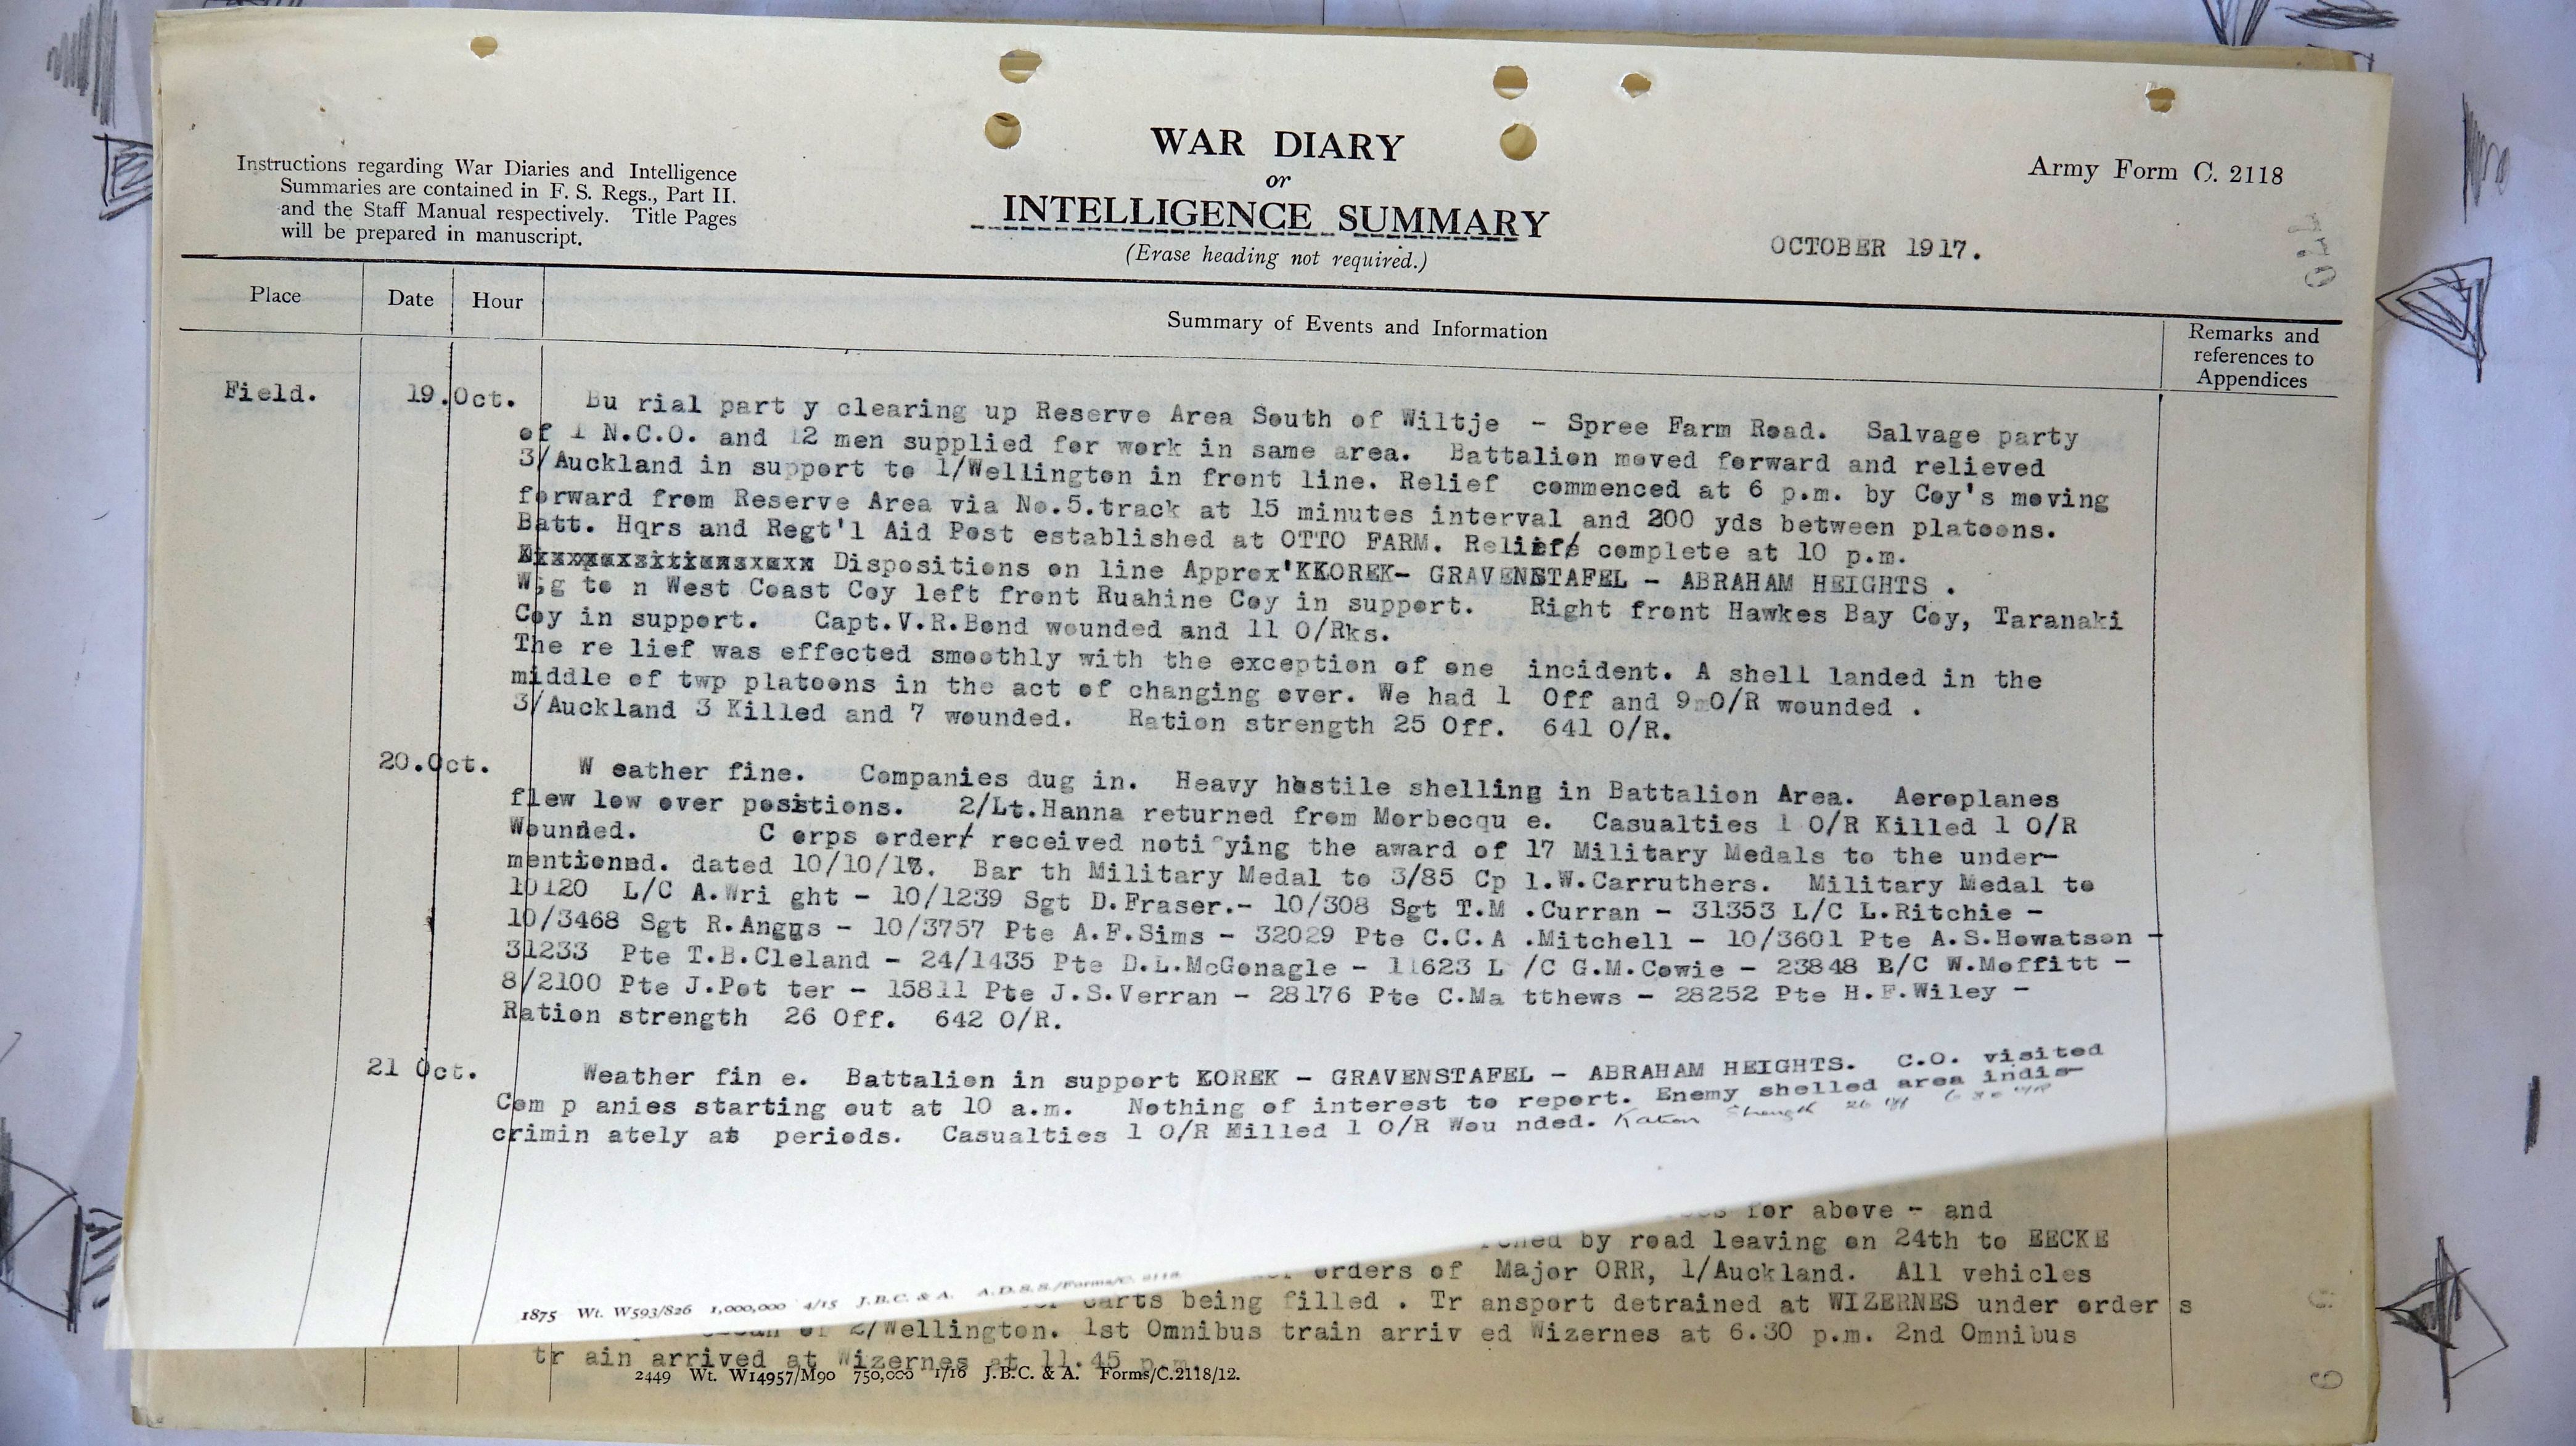 WAR DIARY
or
INTELLIGENCE SUMMARY
(Erase heading not required.)
Instructions regarding War Diaries and Intelligence
Summaries are contained in F. S. Regs., Part II.
and the Staff Manual respectively. Title Pages
will be prepared in manuscript.
Army Form C. 2118
OCTOBER 1917.
Place Date Hour Summary of Events and Information Remarks and
references to
Appendices
Field. 19.Oct. Bu rial part y clearing up Reserve Area South of Wiltje - Spree Farm Road. Salvage party
of 1 N.C.O. and 12 men supplied for work in same area. Battalion moved forward and relieved
3/Auckland in support to 1/Wellington in front line. Relief commenced at 6 p.m. by Coy's moving
forward from Reserve Area via No.5.track at 15 minutes interval and 200 yds between platoons.
Batt. Hqrs and Regt'l Aid Post established at OTTO FARM. Relief complete at 10 p.m.
Dispositions on line Approx'KKOREK- GRAVENSTAFEL - ABRAHAM HEIGHTS .
W;g to n West Coast Coy left front Ruahine Coy in support. Right front Hawkes Bay Coy, Taranaki
Coy in support. Capt.V.R.Bond wounded and 11 O/Rks.
The re lief was effected smoothly with the exception of one incident. A shell landed in the
middle of twp platoons in the act of changing over. We had 1 Off and 9 O/R wounded .
3/Auckland 3 Killed and 7 wounded. Ration strength 25 Off. 641 O/R.
20.Oct. W eather fine. Companies dug in. Heavy hostile shelling in Battalion Area. Aeroplanes
flew low over positions. 2/Lt.Hanna returned from Morbecqu e. Casualties 1 O/R Killed 1 O/R
Wounded. C orps order received noti ying the award of 17 Military Medals to the under-
mentioned. dated 10/10/17. Bar th Military Medal to 3/85 Cp l.W.Carruthers. Military Medal to
10120 L/C A.Wri ght - 10/1239 Sgt D.Fraser.- 10/308 Sgt T.M .Curran - 31353 L/C L.Ritchie -
10/3468 Sgt R.Angus - 10/3757 Pte A.F.Sims - 32029 Pte C.C.A .Mitchell - 10/3601 Pte A.S.Howatson -
31233 Pte T.B.Cleland - 24/1435 Pte D.L.McGonagle - 11623 L /C G.M.Cowie - 23848 L/C W.Moffitt -
8/2100 Pte J.Pot ter - 15811 Pte J.S.Verran - 28176 Pte C.Ma tthews - 28252 Pte H.F.Wiley -
Ration strength 26 Off. 642 O/R.
21 Oct. Weather fin e. Battalion in support KOREK - GRAVENSTAFEL - ABRAHAM HEIGHTS. C.O. visited
Com p anies starting out at 10 a.m. Nothing of interest to report. Enemy shelled area indis-
crimin ately at periods. Casualties 1 O/R Killed 1 O/R Wou nded. Ration Strength 26 Off
1875 Wt. W593/826 1,000,000 4/15 J.B.C. & A. A.D.S.S./Forms/C. 2118.
for above - and
by road leaving on 24th to EECKE
orders of Major ORR, 1/Auckland. All vehicles
carts being filled . Tr ansport detrained at WIZERNES under order s
of 2/Wellington. 1st Omnibus train arriv ed Wizernes at 6.30 p.m. 2nd Omnibus
tr ain arrived at Wizernes at 11.45 p.m.
2449 Wt. W14957/M90 750,000 1/16 J.B.C. & A. Forms/C.2118/12.